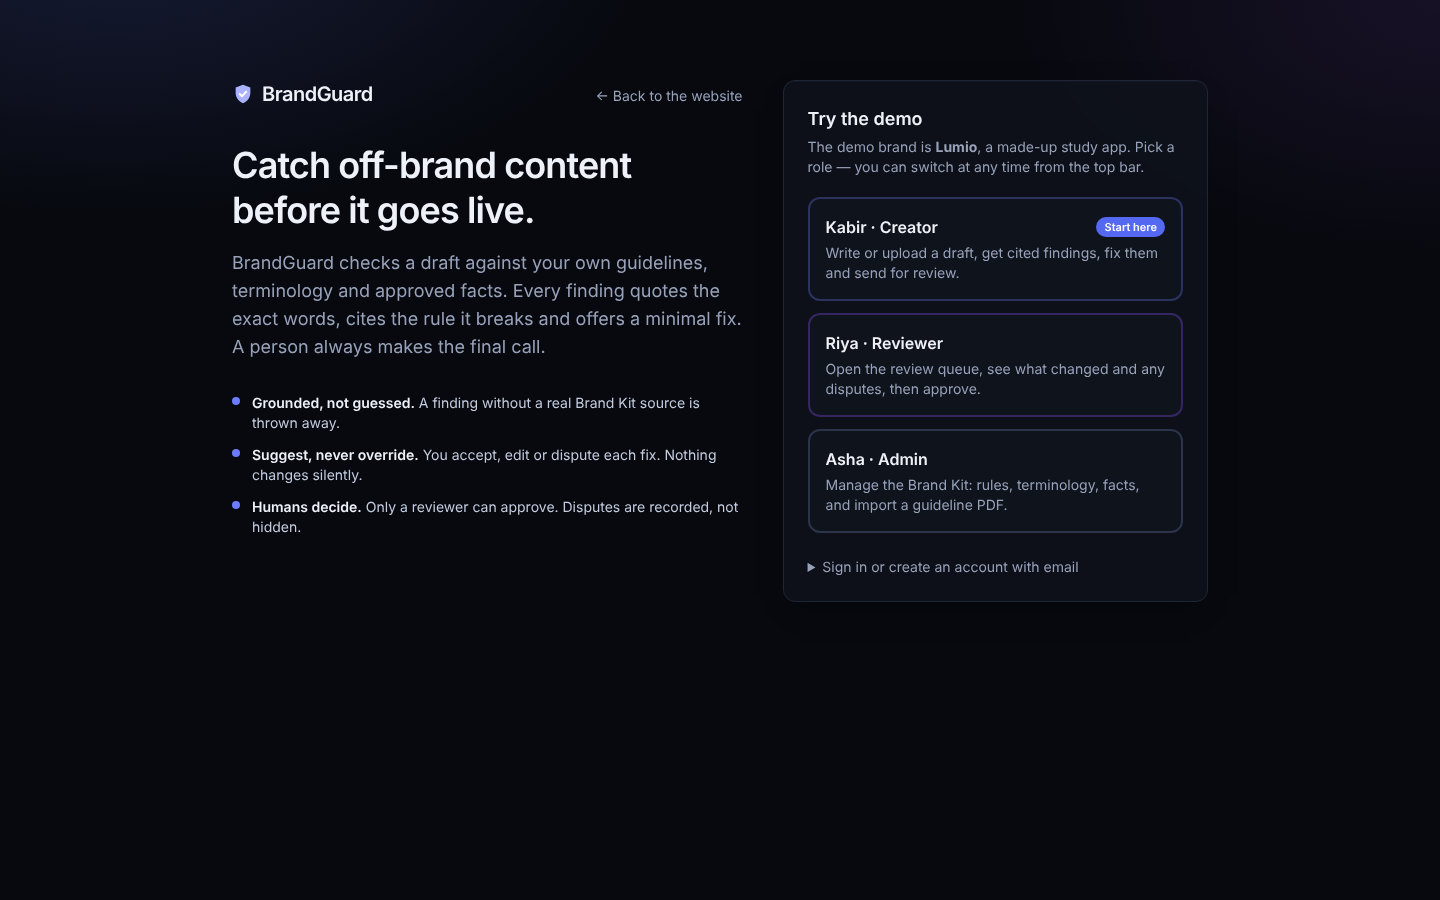 BrandGuard
← Back to the website
Catch off-brand content
before it goes live.
BrandGuard checks a draft against your own guidelines,
terminology and approved facts. Every finding quotes the
exact words, cites the rule it breaks and offers a minimal fix.
A person always makes the final call.
Grounded, not guessed. A finding without a real Brand Kit source is
thrown away.
Suggest, never override. You accept, edit or dispute each fix. Nothing
changes silently.
Humans decide. Only a reviewer can approve. Disputes are recorded, not
hidden.
Try the demo
The demo brand is Lumio, a made-up study app. Pick a
role — you can switch at any time from the top bar.
Kabir · Creator
Start here
Write or upload a draft, get cited findings, fix them
and send for review.
Riya · Reviewer
Open the review queue, see what changed and any
disputes, then approve.
Asha · Admin
Manage the Brand Kit: rules, terminology, facts,
and import a guideline PDF.
Sign in or create an account with email